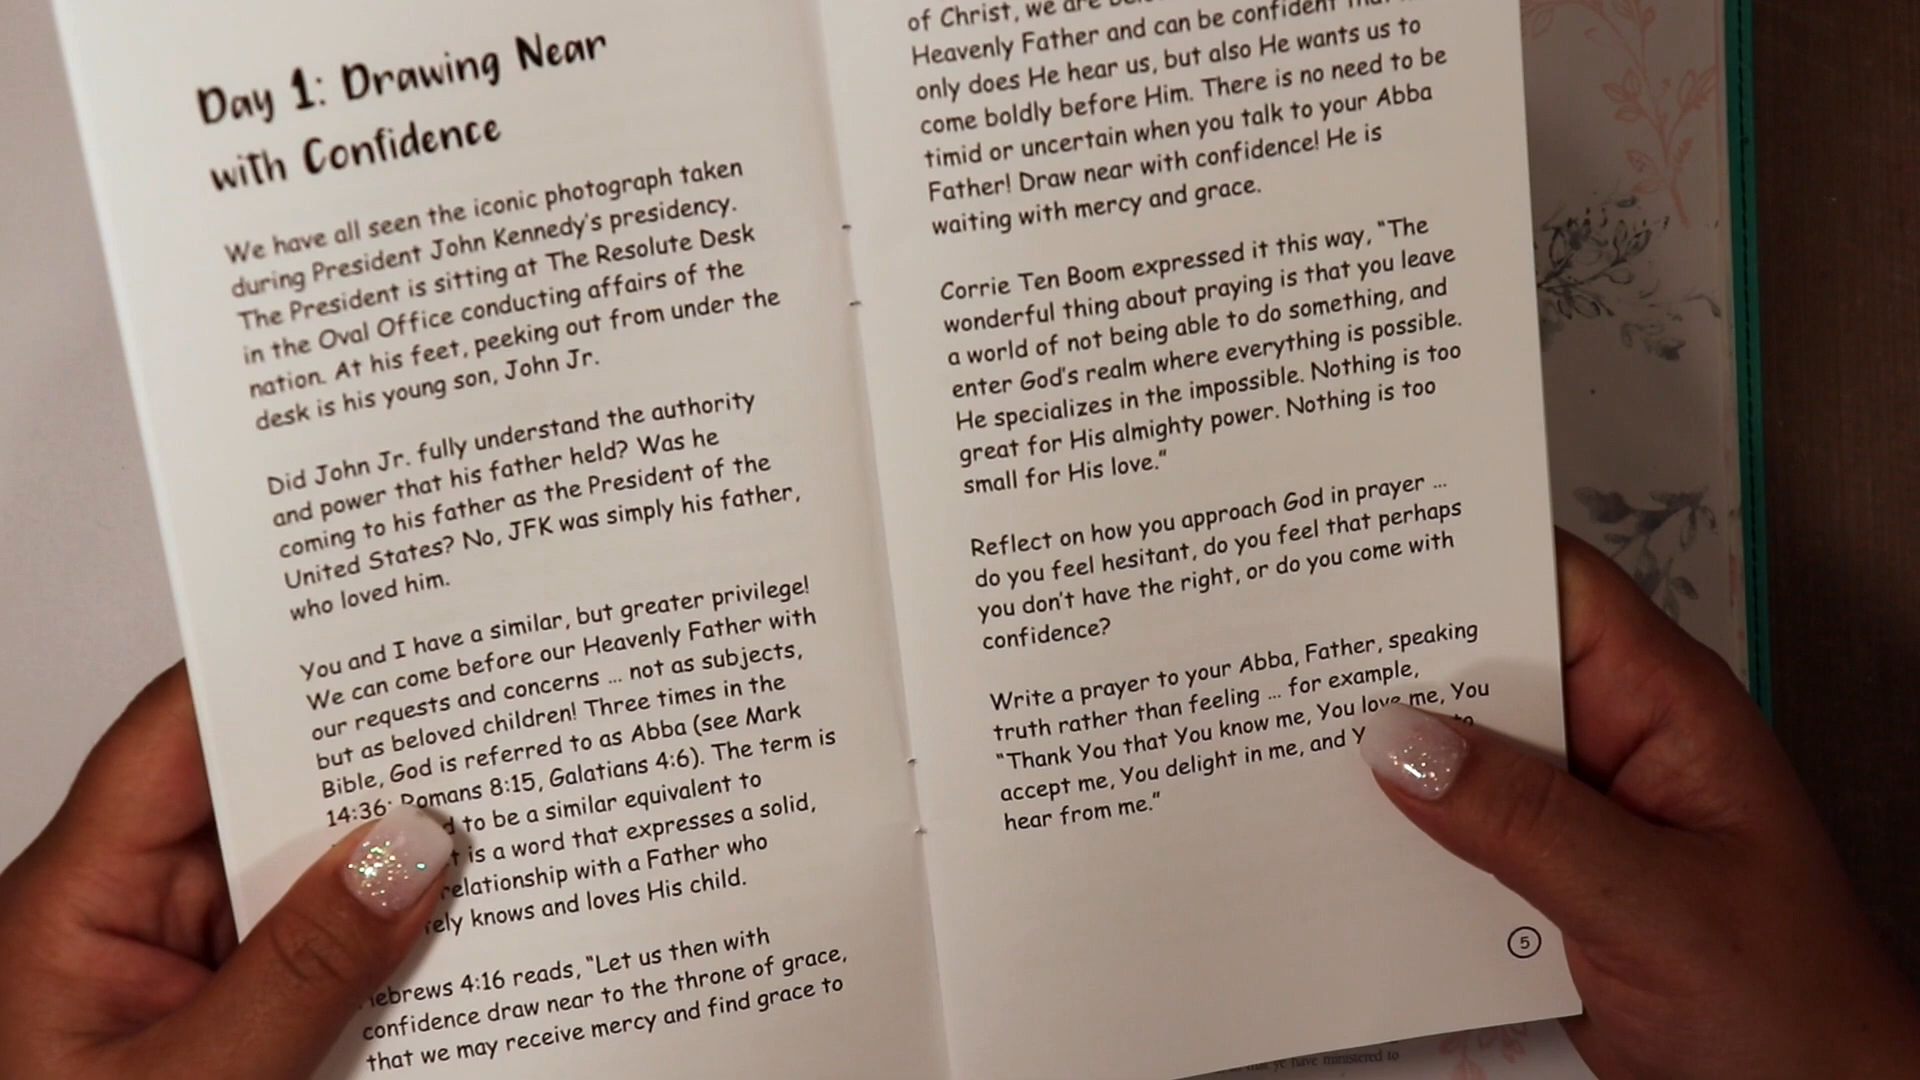 Day 1: Drawing Near
with Confidence
We have all seen the iconic photograph taken
during President John Kennedy's presidency.
The President is sitting at The Resolute Desk
in the Oval Office conducting affairs of the
nation. At his feet, peeking out from under the
desk is his young son, John Jr.
Did John Jr. fully understand the authority
and power that his father held? Was he
coming to his father as the President of the
United States? No, JFK was simply his father,
who loved him.
You and I have a similar, but greater privilege!
We can come before our Heavenly Father with
our requests and concerns ... not as subjects,
but as beloved children! Three times in the
Bible, God is referred to as Abba (see Mark
14:36; Romans 8:15, Galatians 4:6). The term is
to be a similar equivalent to
is a word that expresses a solid,
relationship with a Father who
knows and loves His child.
Hebrews 4:16 reads, "Let us then with
confidence draw near to the throne of grace,
that we may receive mercy and find grace to
of Christ, we are
Heavenly Father and can be confident
only does He hear us, but also He wants us to
come boldly before Him. There is no need to be
timid or uncertain when you talk to your Abba
Father! Draw near with confidence! He is
waiting with mercy and grace.
Corrie Ten Boom expressed it this way, "The
wonderful thing about praying is that you leave
a world of not being able to do something, and
enter God's realm where everything is possible.
He specializes in the impossible. Nothing is too
great for His almighty power. Nothing is too
small for His love."
Reflect on how you approach God in prayer ...
do you feel hesitant, do you feel that perhaps
you don't have the right, or do you come with
confidence?
Write a prayer to your Abba, Father, speaking
truth rather than feeling ... for example,
"Thank You that You know me, You love me, You
accept me, You delight in me, and to
hear from me."
5
ye have ministered to